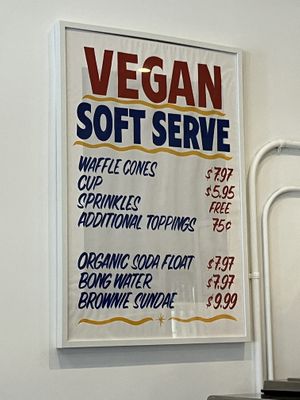 VEGAN
SOFT SERVE
WAFFLE CONES $7.97
CUP $5.95
SPRINKLES FREE
ADDITIONAL TOPPINGS 75¢
ORGANIC SODA FLOAT $7.97
BONG WATER $7.97
BROWNIE SUNDAE $9.99